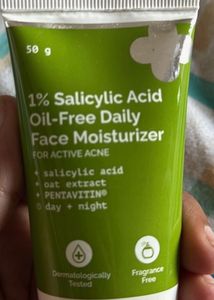 50 g
1% Salicylic Acid
Oil-Free Daily
Face Moisturizer
FOR ACTIVE ACNE
• salicylic acid
• oat extract
• PENTAVITIN®
• day + night
Dermatologically
Tested
Fragrance
Free